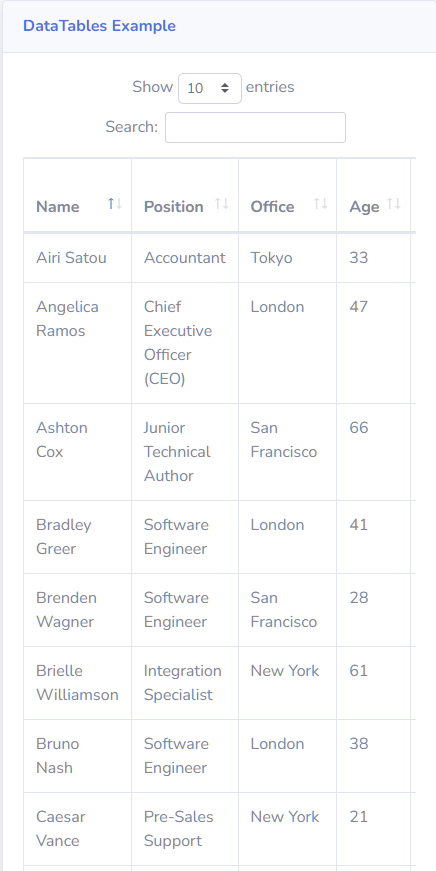 DataTables Example
Show 10 entries
Search:
Name Position Office Age
Airi Satou Accountant Tokyo 33
Angelica Chief London 47
Ramos Executive
Officer
(CEO)
Ashton Junior San 66
Cox Technical Francisco
Author
Bradley Software London 41
Greer Engineer
Brenden Software San 28
Wagner Engineer Francisco
Brielle Integration New York 61
Williamson Specialist
Bruno Software London 38
Nash Engineer
Caesar Pre-Sales New York 21
Vance Support